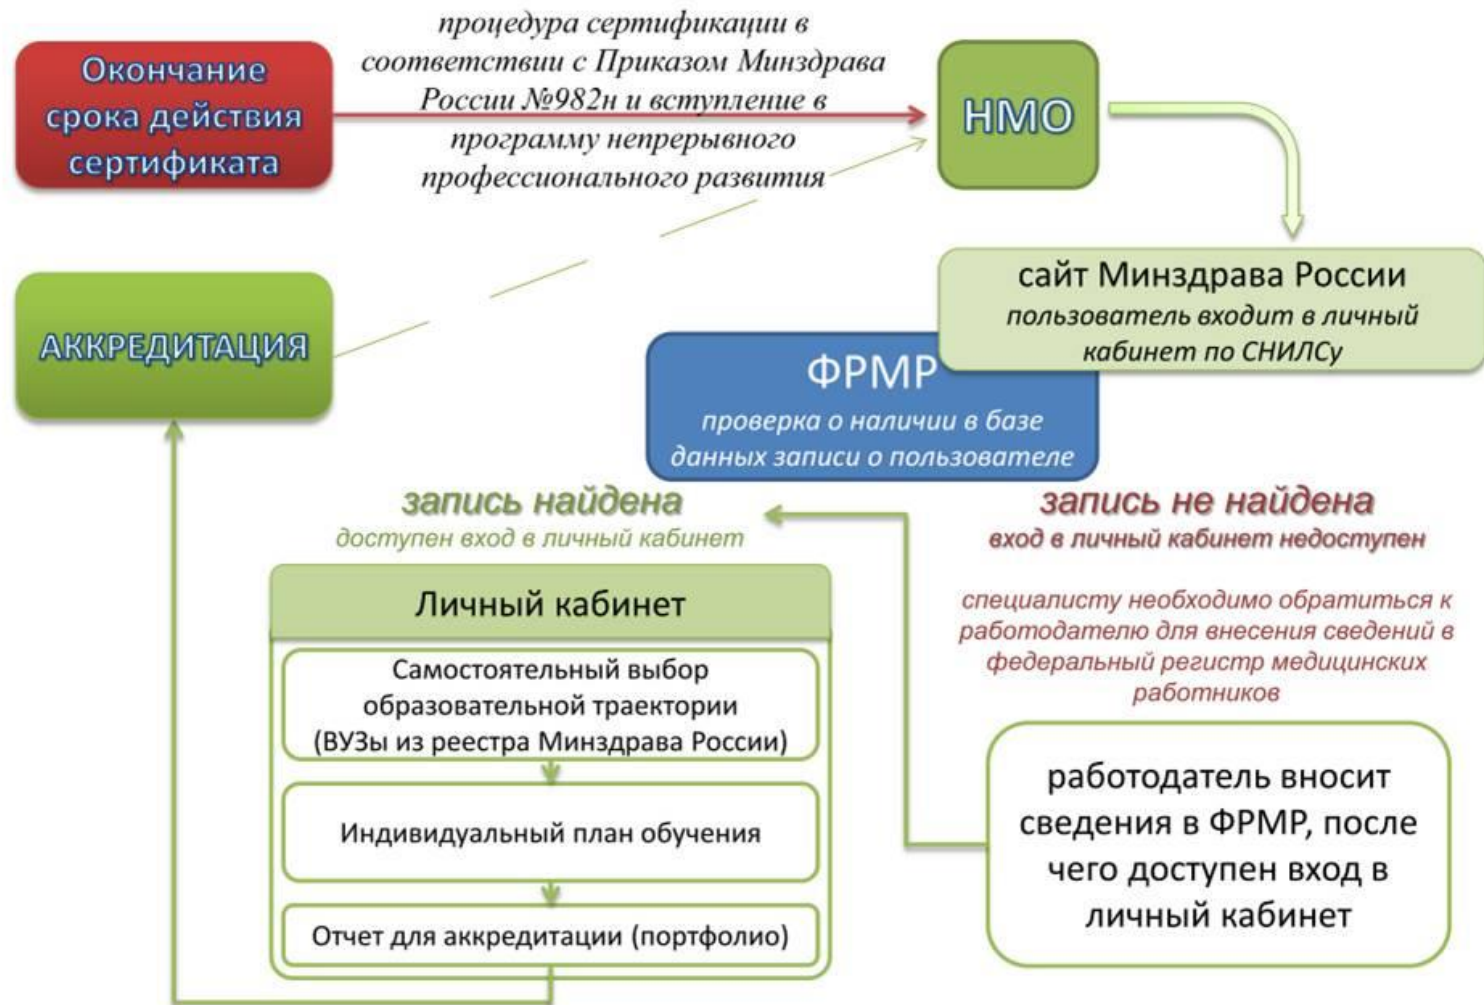 Окончание
срока действия
сертификата
процедура сертификации в
соответствии с Приказом Минздрава
России №982н и вступление в
программу непрерывного
профессионального развития
НМО
АККРЕДИТАЦИЯ
сайт Минздрава России
пользователь входит в личный
кабинет по СНИЛСу
ФРМР
проверка о наличии в базе
данных записи о пользователе
запись найдена
доступен вход в личный кабинет
запись не найдена
вход в личный кабинет недоступен
специалисту необходимо обратиться к
работодателю для внесения сведений в
федеральный регистр медицинских
работников
Личный кабинет
Самостоятельный выбор
образовательной траектории
(ВУЗы из реестра Минздрава России)
Индивидуальный план обучения
Отчет для аккредитации (портфолио)
работодатель вносит
сведения в ФРМР, после
чего доступен вход в
личный кабинет